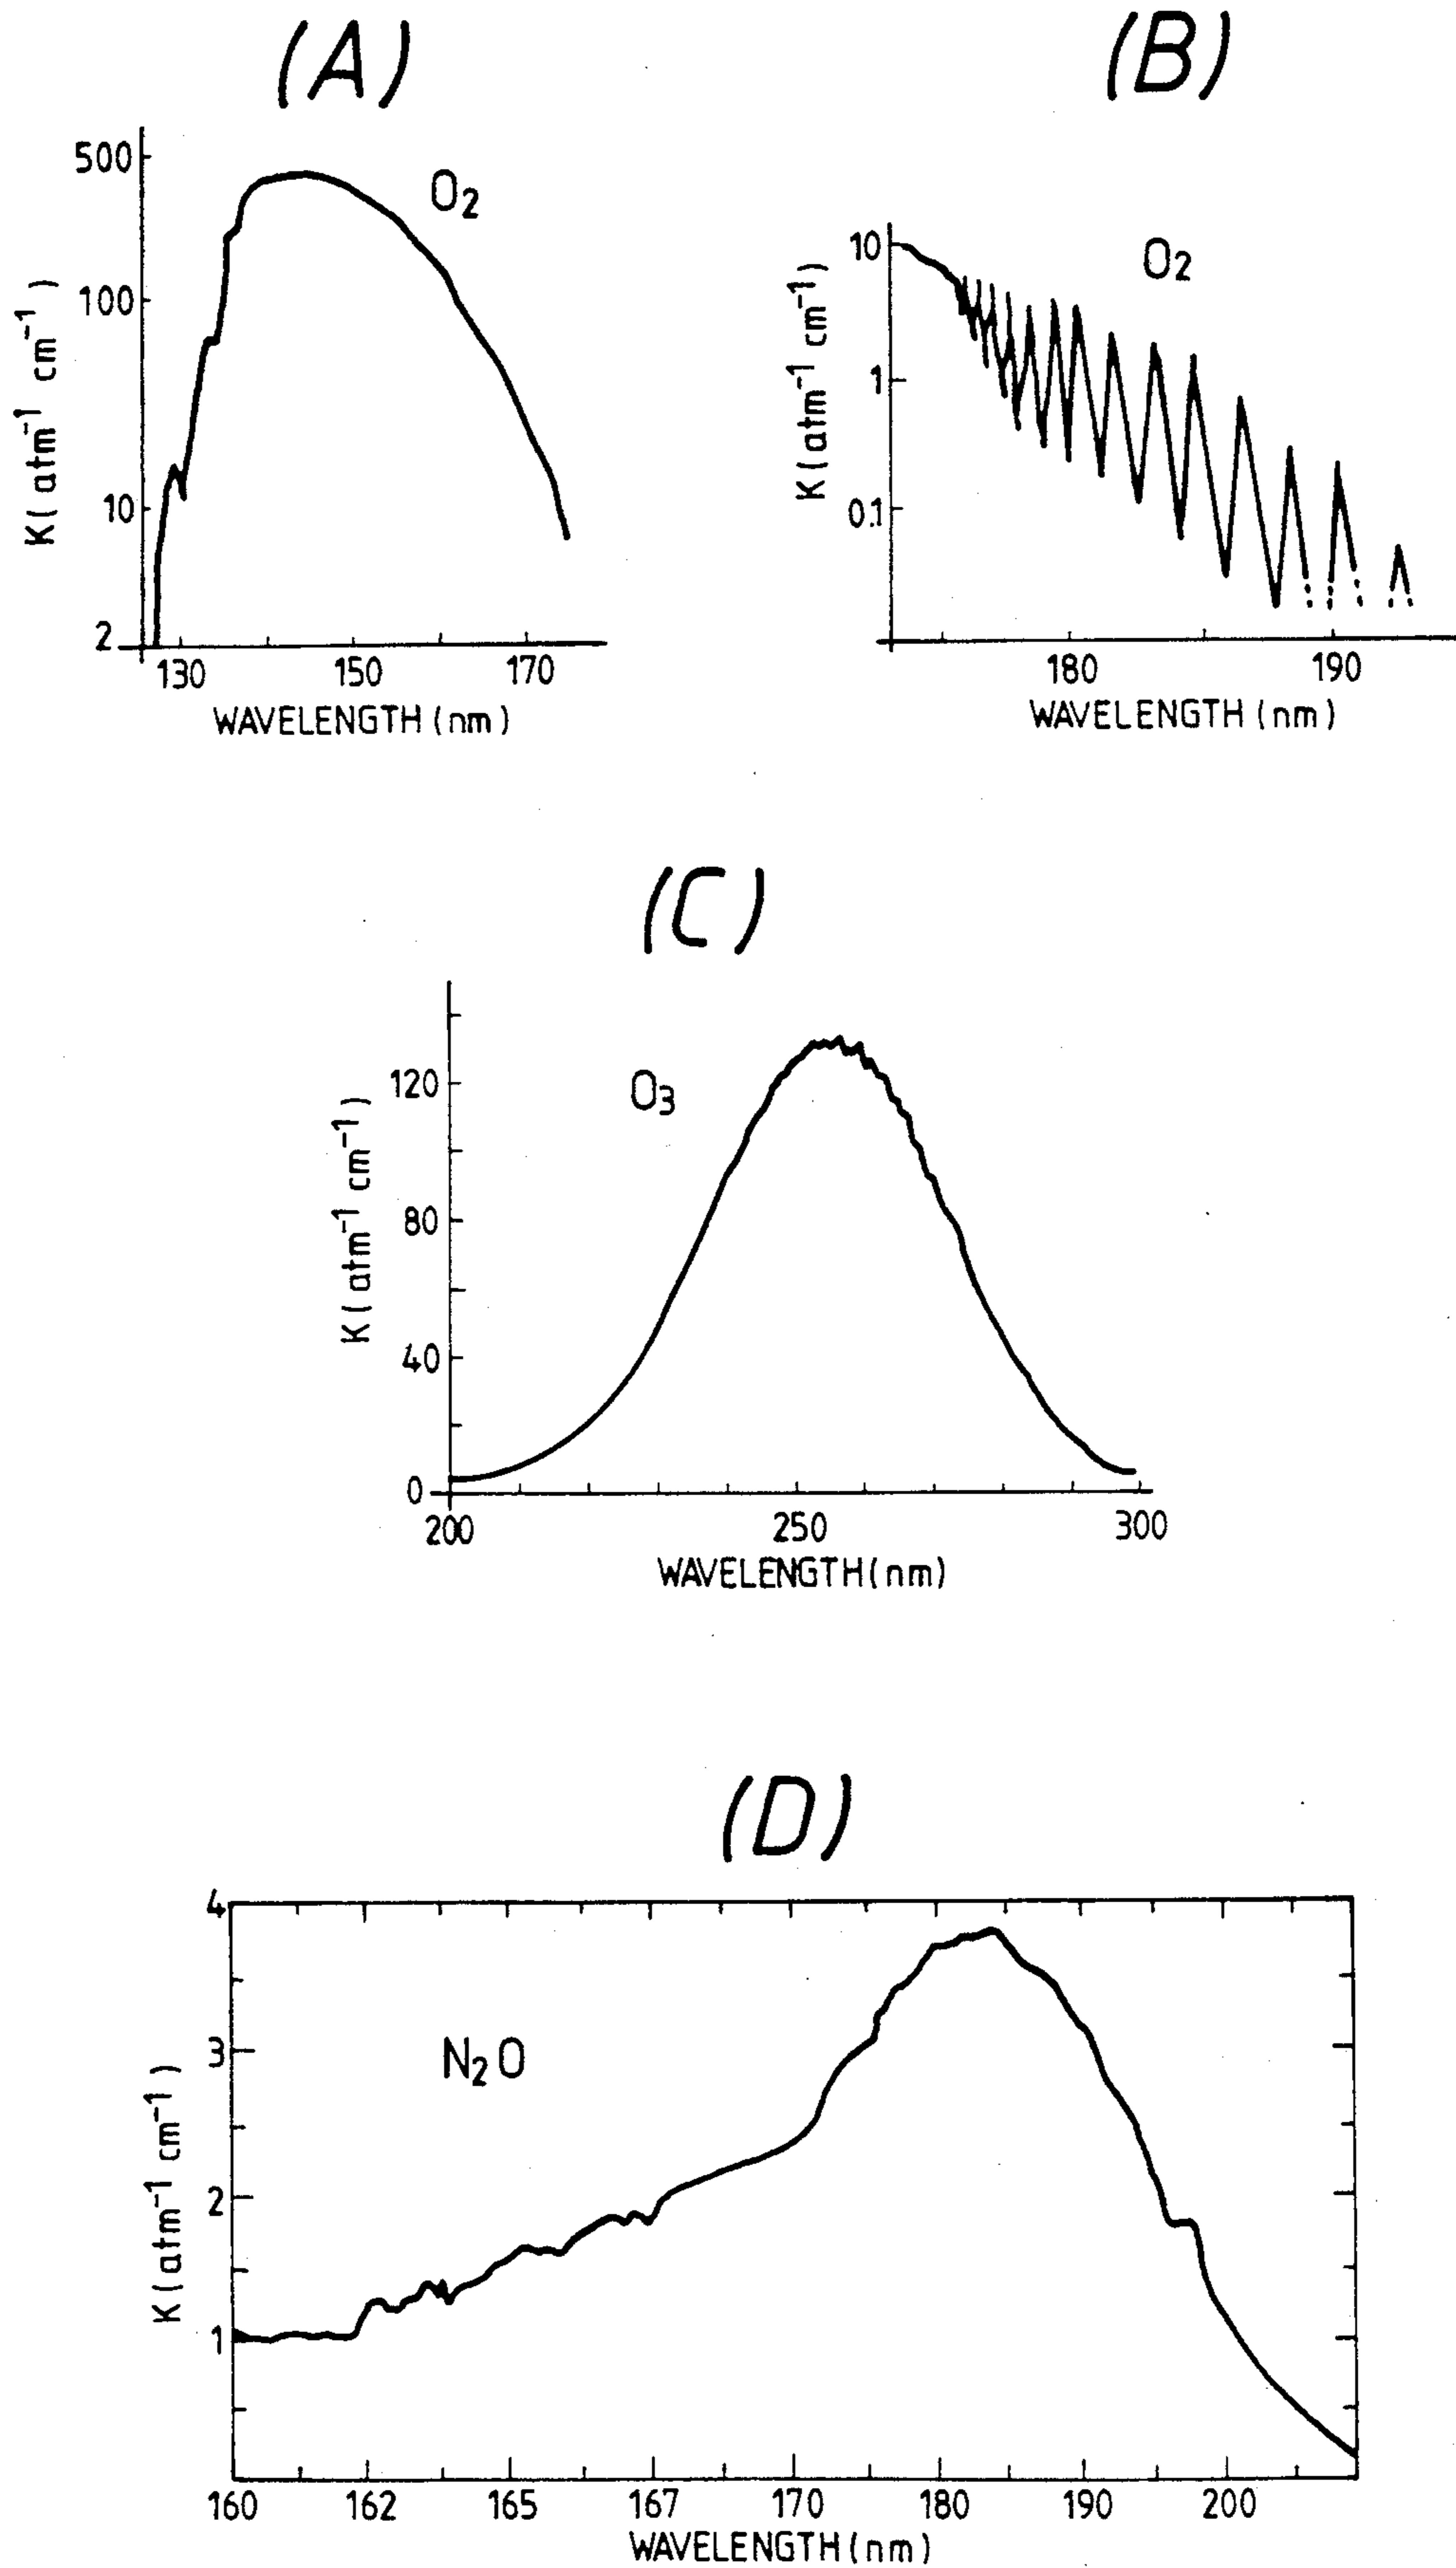 (A)
500
100
10
2
K (atm⁻¹ cm⁻¹)
O₂
130 150 170
WAVELENGTH (nm)
(B)
10
1
0.1
K (atm⁻¹ cm⁻¹)
O₂
180 190
WAVELENGTH (nm)
(C)
120
80
40
0
K (atm⁻¹ cm⁻¹)
O₃
200 250 300
WAVELENGTH (nm)
(D)
4
3
2
1
K (atm⁻¹ cm⁻¹)
N₂O
160 162 165 167 170 180 190 200
WAVELENGTH (nm)